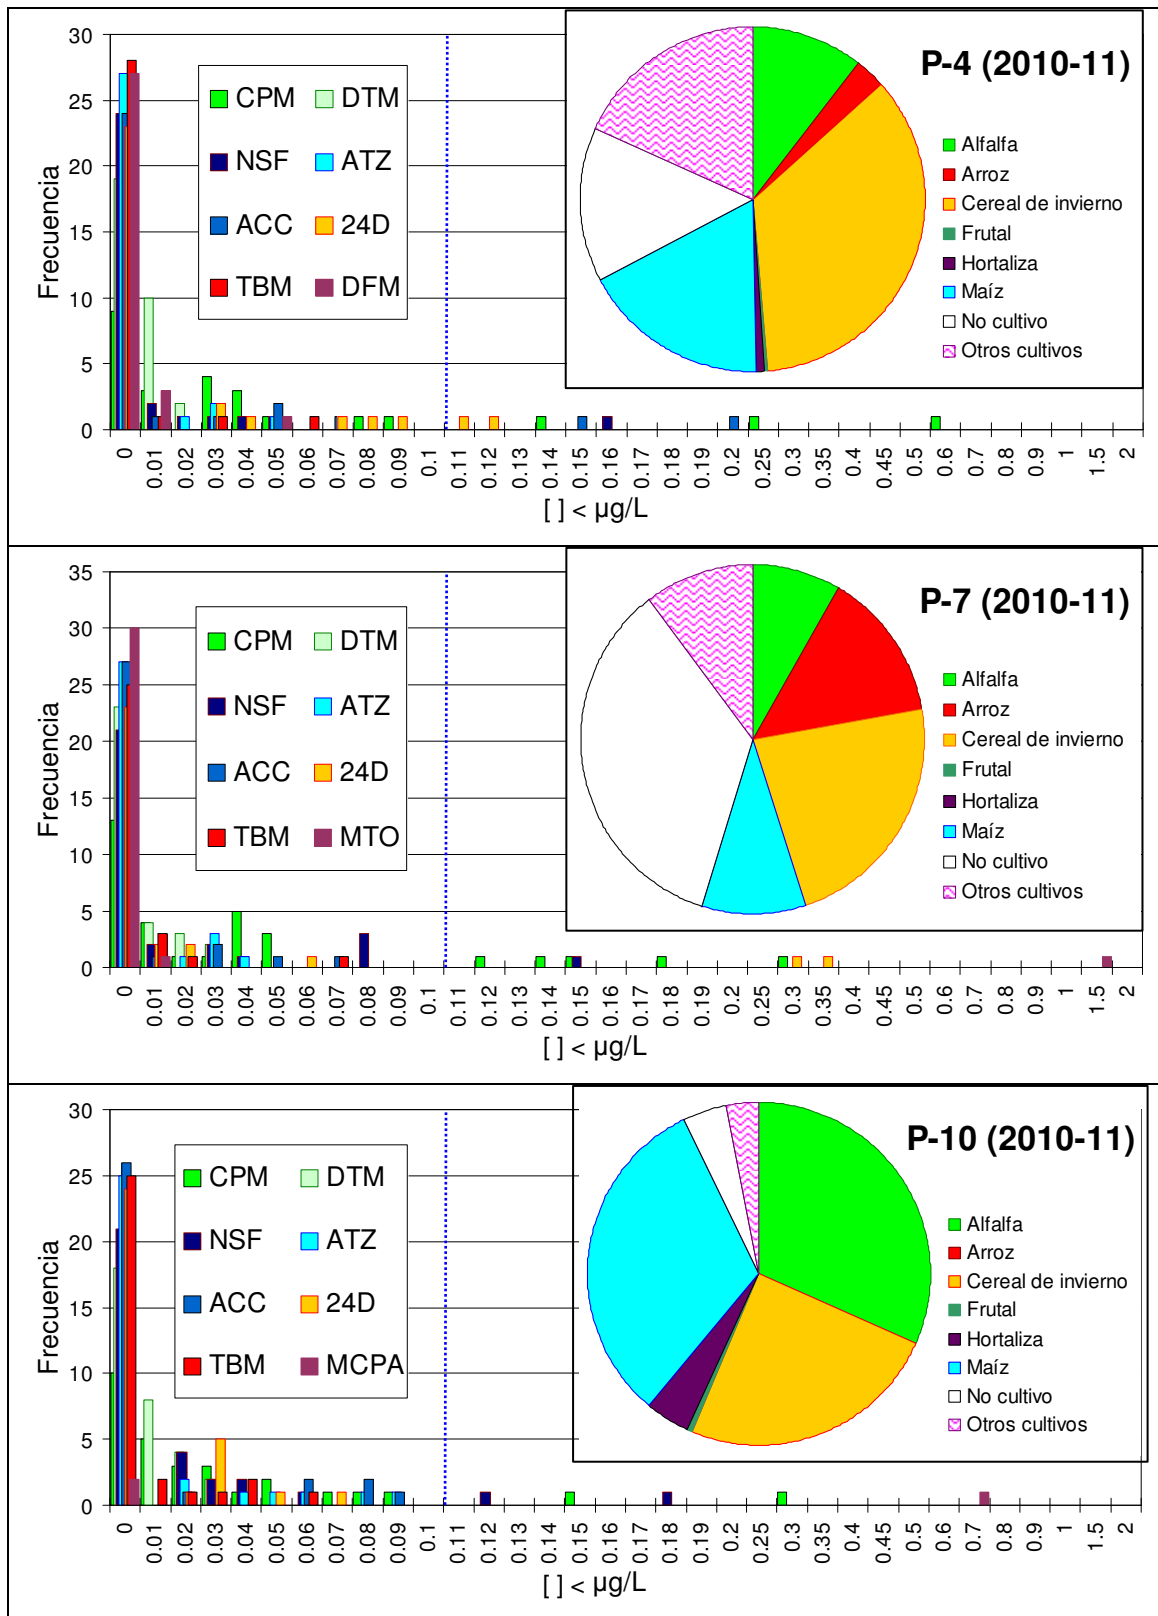 P-4 (2010-11)
Frecuencia
30
25
20
15
10
5
0
CPM DTM
NSF ATZ
ACC 24D
TBM DFM
Alfalfa
Arroz
Cereal de invierno
Frutal
Hortaliza
Maíz
No cultivo
Otros cultivos
0 0.01 0.02 0.03 0.04 0.05 0.06 0.07 0.08 0.09 0.1 0.11 0.12 0.13 0.14 0.15 0.16 0.17 0.18 0.19 0.2 0.25 0.3 0.35 0.4 0.45 0.5 0.6 0.7 0.8 0.9 1 1.5 2
[ ] < µg/L
P-7 (2010-11)
Frecuencia
35
30
25
20
15
10
5
0
CPM DTM
NSF ATZ
ACC 24D
TBM MTO
Alfalfa
Arroz
Cereal de invierno
Frutal
Hortaliza
Maíz
No cultivo
Otros cultivos
0 0.01 0.02 0.03 0.04 0.05 0.06 0.07 0.08 0.09 0.1 0.11 0.12 0.13 0.14 0.15 0.16 0.17 0.18 0.19 0.2 0.25 0.3 0.35 0.4 0.45 0.5 0.6 0.7 0.8 0.9 1 1.5 2
[ ] < µg/L
P-10 (2010-11)
Frecuencia
30
25
20
15
10
5
0
CPM DTM
NSF ATZ
ACC 24D
TBM MCPA
Alfalfa
Arroz
Cereal de invierno
Frutal
Hortaliza
Maíz
No cultivo
Otros cultivos
0 0.01 0.02 0.03 0.04 0.05 0.06 0.07 0.08 0.09 0.1 0.11 0.12 0.13 0.14 0.15 0.16 0.17 0.18 0.19 0.2 0.25 0.3 0.35 0.4 0.45 0.5 0.6 0.7 0.8 0.9 1 1.5 2
[ ] < µg/L